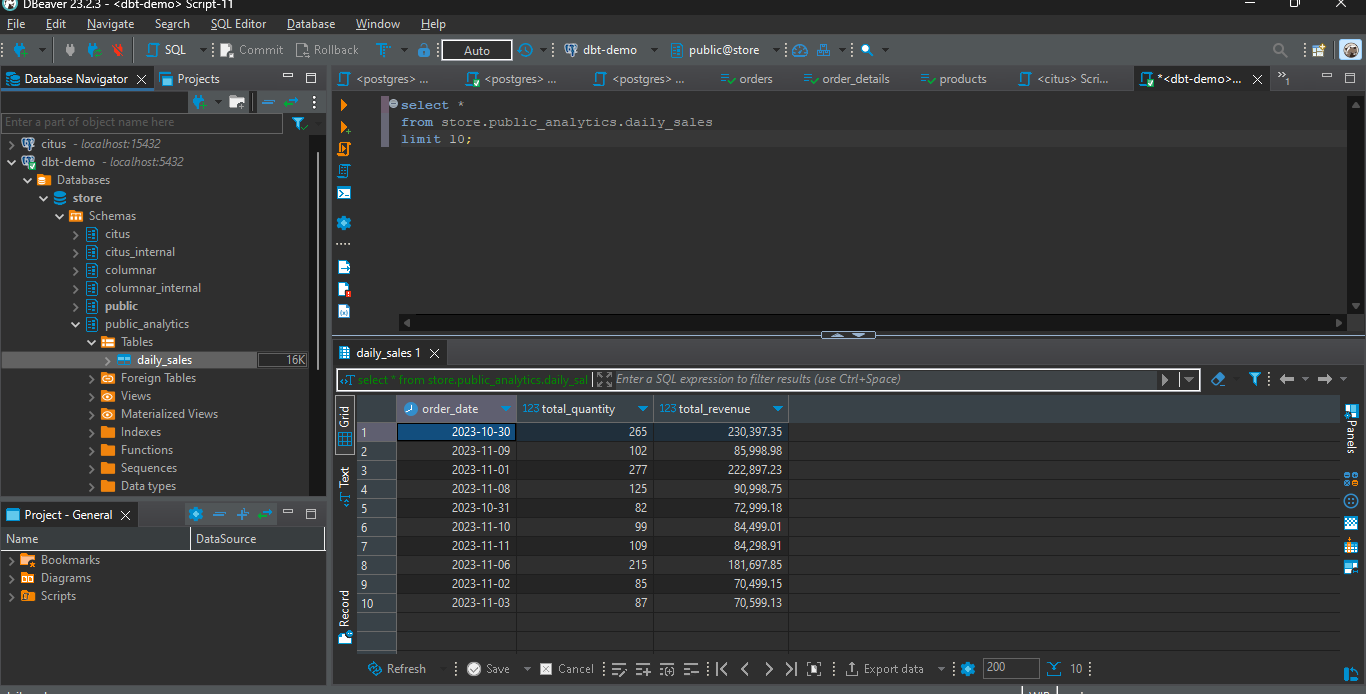 DBeaver 23.2.3 - <dbt-demo> Script-11
File Edit Navigate Search SQL Editor Database Window Help
SQL Commit Rollback Auto dbt-demo public@store
Database Navigator Projects
<postgres> ... <postgres> ... <postgres> ... orders order_details products <citus> Scri... *<dbt-demo>... »1
Enter a part of object name here
citus - localhost:15432
dbt-demo - localhost:5432
Databases
store
Schemas
citus
citus_internal
columnar
columnar_internal
public
public_analytics
Tables
daily_sales 16K
Foreign Tables
Views
Materialized Views
Indexes
Functions
Sequences
Data types
Project - General
Name DataSource
Bookmarks
Diagrams
Scripts
select *
from store.public_analytics.daily_sales
limit 10;
daily_sales 1
select * from store.public_analytics.daily_sal Enter a SQL expression to filter results (use Ctrl+Space)
Grid
Text
Record
Panels
order_date 123 total_quantity 123 total_revenue
1 2023-10-30 265 230,397.35
2 2023-11-09 102 85,998.98
3 2023-11-01 277 222,897.23
4 2023-11-08 125 90,998.75
5 2023-10-31 82 72,999.18
6 2023-11-10 99 84,499.01
7 2023-11-11 109 84,298.91
8 2023-11-06 215 181,697.85
9 2023-11-02 85 70,499.15
10 2023-11-03 87 70,599.13
Refresh Save Cancel Export data 200 10